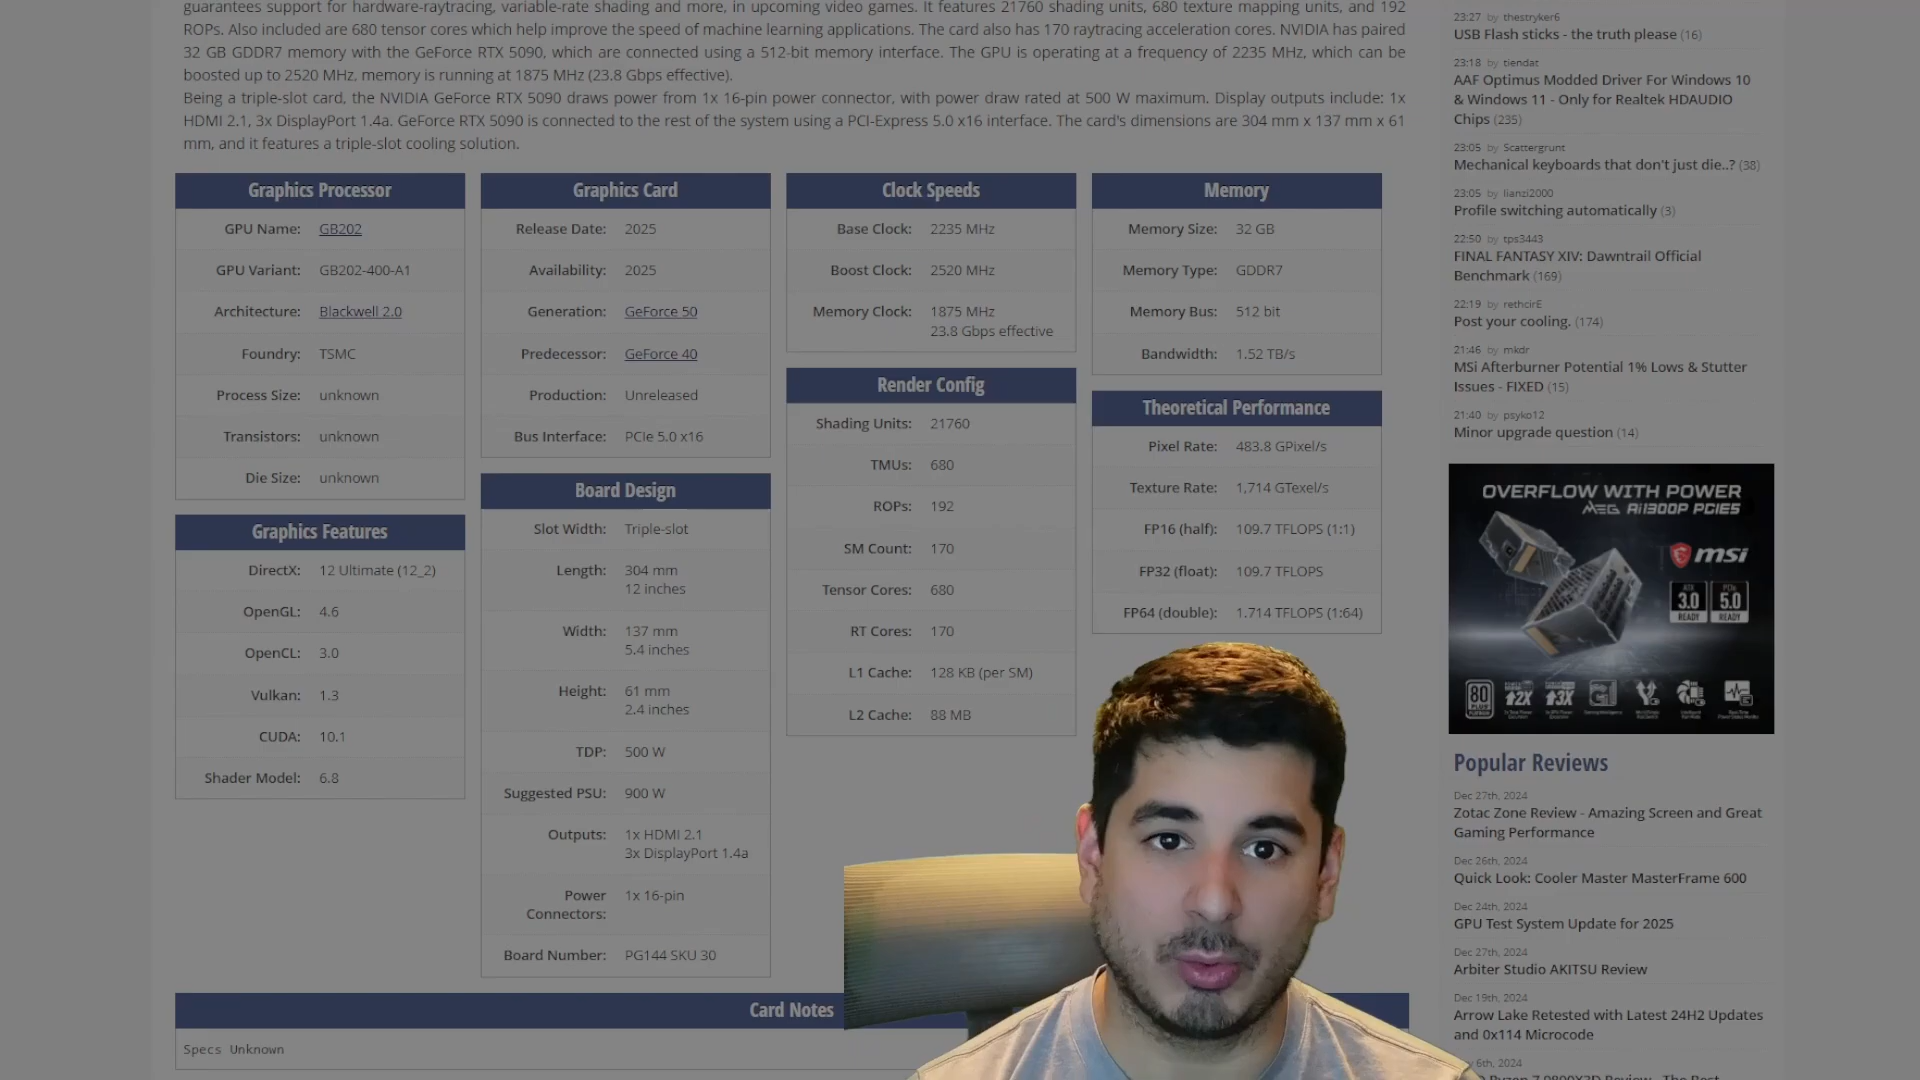 guarantees support for hardware-raytracing, variable-rate shading and more, in upcoming video games. It features 21760 shading units, 680 texture mapping units, and 192
ROPs. Also included are 680 tensor cores which help improve the speed of machine learning applications. The card also has 170 raytracing acceleration cores. NVIDIA has paired
32 GB GDDR7 memory with the GeForce RTX 5090, which are connected using a 512-bit memory interface. The GPU is operating at a frequency of 2235 MHz, which can be
boosted up to 2520 MHz, memory is running at 1875 MHz (23.8 Gbps effective).
Being a triple-slot card, the NVIDIA GeForce RTX 5090 draws power from 1x 16-pin power connector, with power draw rated at 500 W maximum. Display outputs include: 1x
HDMI 2.1, 3x DisplayPort 1.4a. GeForce RTX 5090 is connected to the rest of the system using a PCI-Express 5.0 x16 interface. The card's dimensions are 304 mm x 137 mm x 61
mm, and it features a triple-slot cooling solution.
Graphics Processor
GPU Name: GB202
GPU Variant: GB202-400-A1
Architecture: Blackwell 2.0
Foundry: TSMC
Process Size: unknown
Transistors: unknown
Die Size: unknown
Graphics Features
DirectX: 12 Ultimate (12_2)
OpenGL: 4.6
OpenCL: 3.0
Vulkan: 1.3
CUDA: 10.1
Shader Model: 6.8
Graphics Card
Release Date: 2025
Availability: 2025
Generation: GeForce 50
Predecessor: GeForce 40
Production: Unreleased
Bus Interface: PCIe 5.0 x16
Board Design
Slot Width: Triple-slot
Length: 304 mm
12 inches
Width: 137 mm
5.4 inches
Height: 61 mm
2.4 inches
TDP: 500 W
Suggested PSU: 900 W
Outputs: 1x HDMI 2.1
3x DisplayPort 1.4a
Power Connectors: 1x 16-pin
Board Number: PG144 SKU 30
Clock Speeds
Base Clock: 2235 MHz
Boost Clock: 2520 MHz
Memory Clock: 1875 MHz
23.8 Gbps effective
Render Config
Shading Units: 21760
TMUs: 680
ROPs: 192
SM Count: 170
Tensor Cores: 680
RT Cores: 170
L1 Cache: 128 KB (per SM)
L2 Cache: 88 MB
Memory
Memory Size: 32 GB
Memory Type: GDDR7
Memory Bus: 512 bit
Bandwidth: 1.52 TB/s
Theoretical Performance
Pixel Rate: 483.8 GPixel/s
Texture Rate: 1,714 GTexel/s
FP16 (half): 109.7 TFLOPS (1:1)
FP32 (float): 109.7 TFLOPS
FP64 (double): 1.714 TFLOPS (1:64)
Card Notes
Specs Unknown
23:27 by thestryker6
USB Flash sticks - the truth please (16)
23:18 by tiendat
AAF Optimus Modded Driver For Windows 10
& Windows 11 - Only for Realtek HDAUDIO
Chips (235)
23:05 by Scattergrunt
Mechanical keyboards that don't just die..? (38)
23:05 by lianzi2000
Profile switching automatically (3)
22:50 by tps3443
FINAL FANTASY XIV: Dawntrail Official
Benchmark (169)
22:19 by rethcirE
Post your cooling. (174)
21:46 by mkdr
MSi Afterburner Potential 1% Lows & Stutter
Issues - FIXED (15)
21:40 by psyko12
Minor upgrade question (14)
OVERFLOW WITH POWER
MEG Ai1300P PCIE5
msi
ATX 3.0 READY
PCIe 5.0 READY
80 PLUS
12X
13X
Popular Reviews
Dec 27th, 2024
Zotac Zone Review - Amazing Screen and Great
Gaming Performance
Dec 26th, 2024
Quick Look: Cooler Master MasterFrame 600
Dec 24th, 2024
GPU Test System Update for 2025
Dec 27th, 2024
Arbiter Studio AKITSU Review
Dec 19th, 2024
Arrow Lake Retested with Latest 24H2 Updates
and 0x114 Microcode
6th, 2024
Ryzen 7 9800X3D Review - The Best